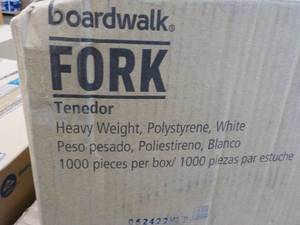 boardwalk®
FORK
Tenedor
Heavy Weight, Polystyrene, White
Peso pesado, Poliestireno, Blanco
1000 pieces per box/ 1000 piezas par estuche